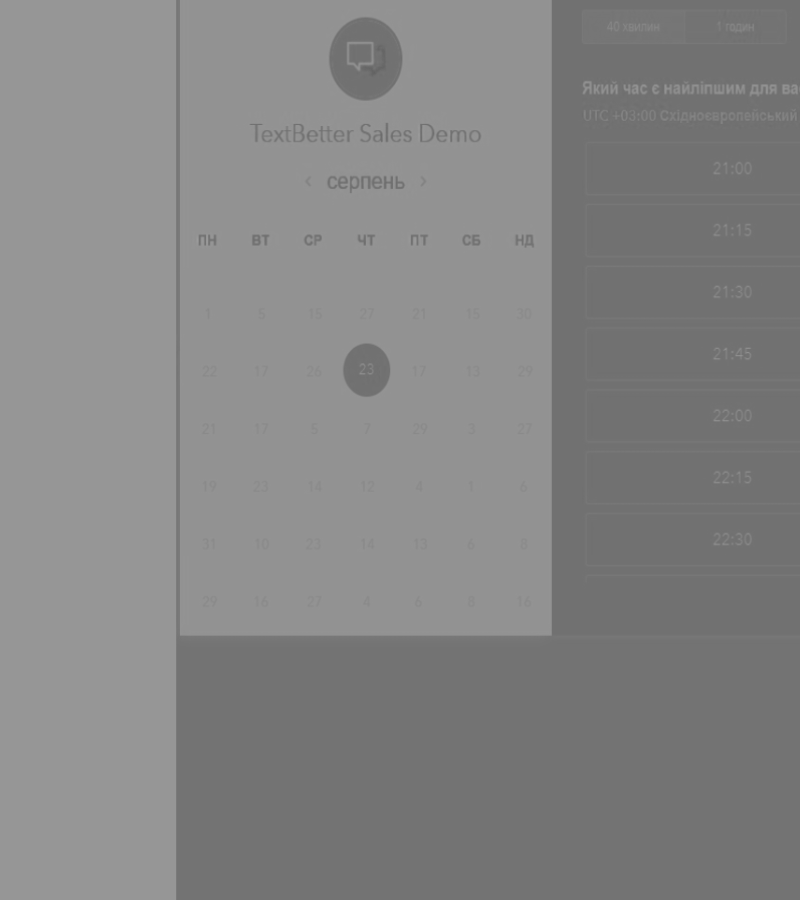 TextBetter Sales Demo
‹ серпень ›
ПН ВТ СР ЧТ ПТ СБ НД
1 5 15 27 21 15 30
22 17 26 23 17 13 29
21 17 5 7 29 3 27
19 23 14 12 4 1 6
31 10 23 14 13 6 8
29 16 27 4 6 8 16
40 хвилин 1 годин
Який час є найліпшим для ва
UTC +03:00 Східноєвропейський
21:00
21:15
21:30
21:45
22:00
22:15
22:30